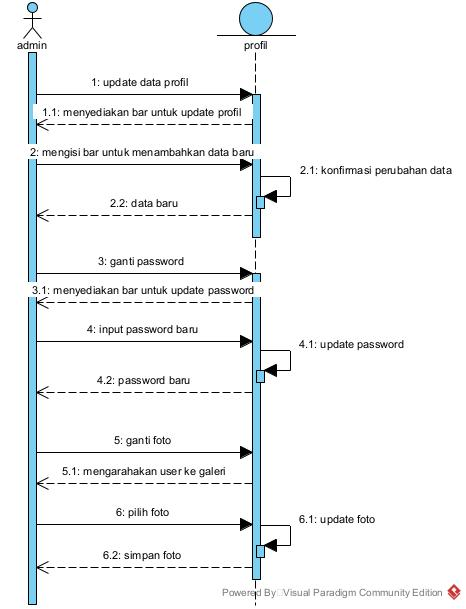 admin
profil
1: update data profil
1.1: menyediakan bar untuk update profil
2: mengisi bar untuk menambahkan data baru
2.1: konfirmasi perubahan data
2.2: data baru
3: ganti password
3.1: menyediakan bar untuk update password
4: input password baru
4.1: update password
4.2: password baru
5: ganti foto
5.1: mengarahakan user ke galeri
6: pilih foto
6.1: update foto
6.2: simpan foto
Powered By Visual Paradigm Community Edition